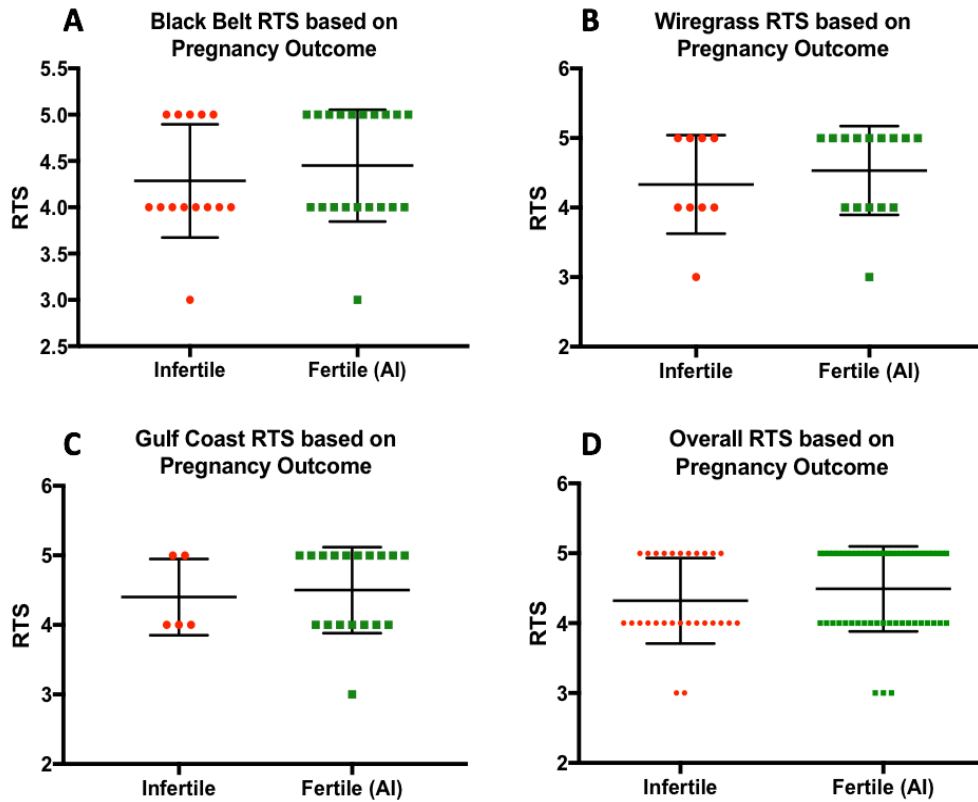 A
Black Belt RTS based on
Pregnancy Outcome
5.5
5.0
4.5
4.0
3.5
3.0
2.5
RTS
Infertile
Fertile (AI)
B
Wiregrass RTS based on
Pregnancy Outcome
6
5
4
3
2
RTS
Infertile
Fertile (AI)
C
Gulf Coast RTS based on
Pregnancy Outcome
6
5
4
3
2
RTS
Infertile
Fertile (AI)
D
Overall RTS based on
Pregnancy Outcome
6
5
4
3
2
RTS
Infertile
Fertile (AI)